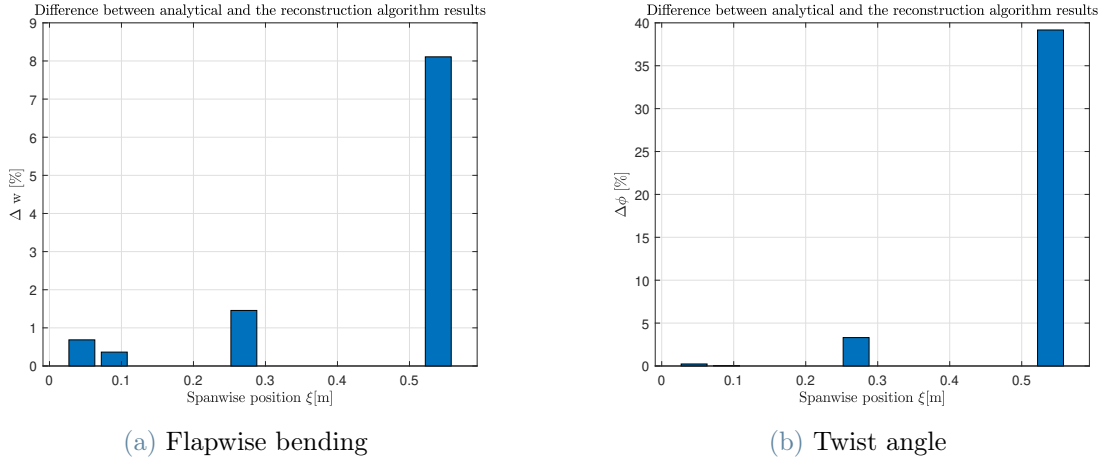 Difference between analytical and the reconstruction algorithm results
9
8
7
6
5
4
3
2
1
0
Δ w [%]
0 0.1 0.2 0.3 0.4 0.5
Spanwise position ξ[m]
(a) Flapwise bending
Difference between analytical and the reconstruction algorithm results
40
35
30
25
20
15
10
5
0
Δϕ [%]
0 0.1 0.2 0.3 0.4 0.5
Spanwise position ξ[m]
(b) Twist angle